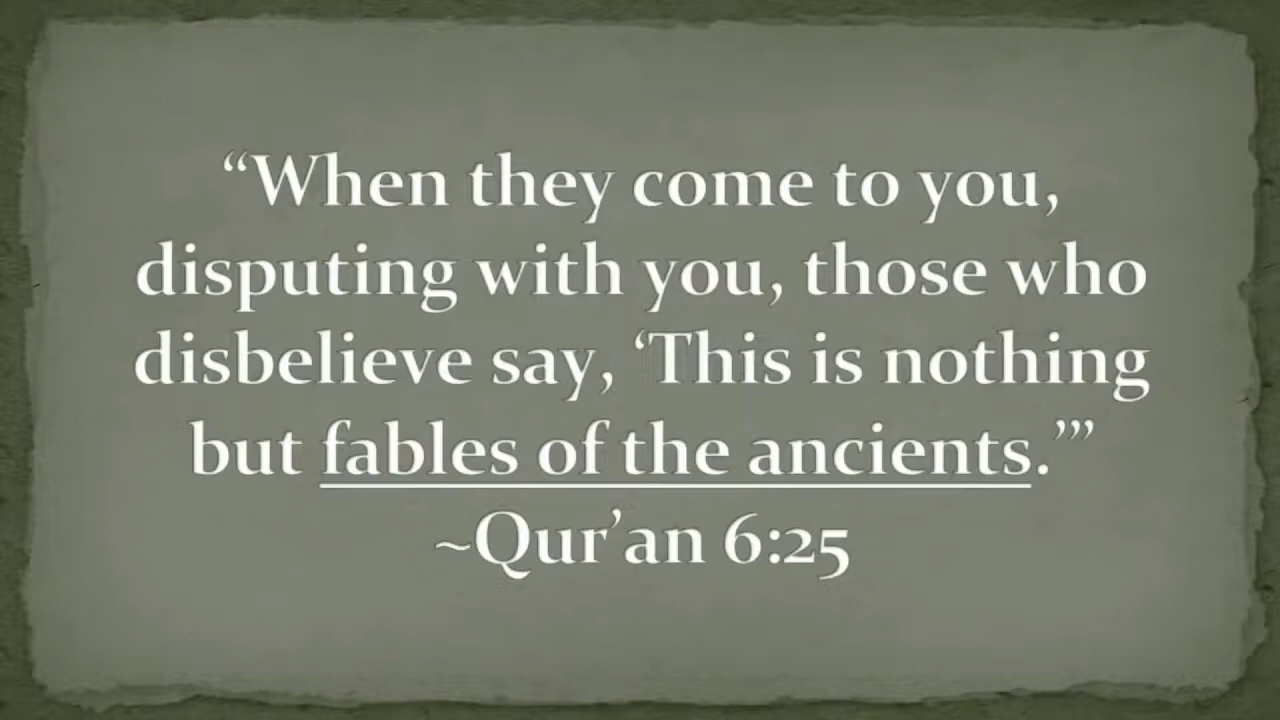 “When they come to you,
disputing with you, those who
disbelieve say, ‘This is nothing
but fables of the ancients.’”
~Qur’an 6:25